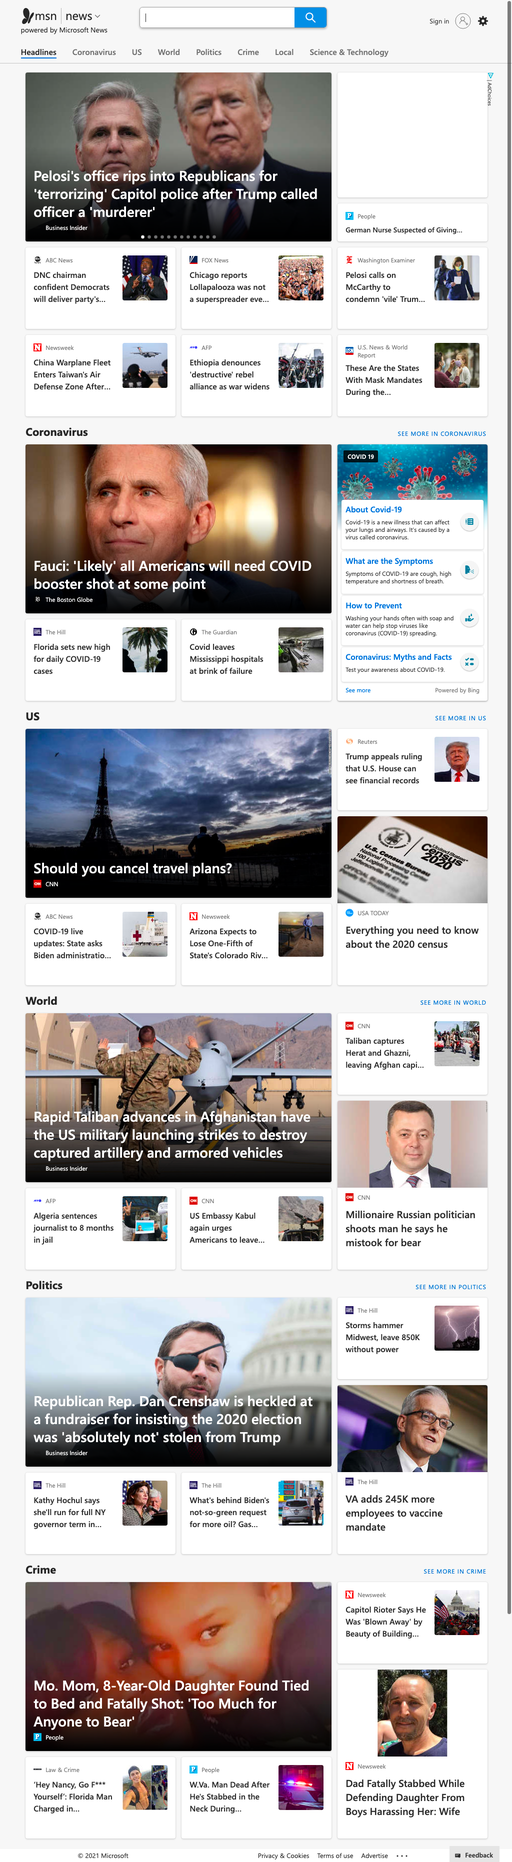 msn news
powered by Microsoft News
Sign in
Headlines Coronavirus US World Politics Crime Local Science & Technology
Pelosi's office rips into Republicans for
'terrorizing' Capitol police after Trump called
officer a 'murderer'
Business Insider
AdChoices
People
German Nurse Suspected of Giving...
ABC News
DNC chairman
confident Democrats
will deliver party's...
FOX News
Chicago reports
Lollapalooza was not
a superspreader eve...
Washington Examiner
Pelosi calls on
McCarthy to
condemn 'vile' Trum...
Newsweek
China Warplane Fleet
Enters Taiwan's Air
Defense Zone After...
AFP
Ethiopia denounces
'destructive' rebel
alliance as war widens
U.S. News & World
Report
These Are the States
With Mask Mandates
During the...
Coronavirus
SEE MORE IN CORONAVIRUS
Fauci: 'Likely' all Americans will need COVID
booster shot at some point
The Boston Globe
COVID 19
About Covid-19
Covid-19 is a new illness that can affect
your lungs and airways. It's caused by a
virus called coronavirus.
What are the Symptoms
Symptoms of COVID-19 are cough, high
temperature and shortness of breath.
How to Prevent
Washing your hands often with soap and
water can help stop viruses like
coronavirus (COVID-19) spreading.
Coronavirus: Myths and Facts
Test your awareness about COVID-19.
See more
Powered by Bing
The Hill
Florida sets new high
for daily COVID-19
cases
The Guardian
Covid leaves
Mississippi hospitals
at brink of failure
US
SEE MORE IN US
Should you cancel travel plans?
CNN
Reuters
Trump appeals ruling
that U.S. House can
see financial records
U.S. Census Bureau
Census
2020
USA TODAY
Everything you need to know
about the 2020 census
ABC News
COVID-19 live
updates: State asks
Biden administratio...
Newsweek
Arizona Expects to
Lose One-Fifth of
State's Colorado Riv...
World
SEE MORE IN WORLD
Rapid Taliban advances in Afghanistan have
the US military launching strikes to destroy
captured artillery and armored vehicles
Business Insider
CNN
Taliban captures
Herat and Ghazni,
leaving Afghan capi...
CNN
Millionaire Russian politician
shoots man he says he
mistook for bear
AFP
Algeria sentences
journalist to 8 months
in jail
CNN
US Embassy Kabul
again urges
Americans to leave...
Politics
SEE MORE IN POLITICS
Republican Rep. Dan Crenshaw is heckled at
a fundraiser for insisting the 2020 election
was 'absolutely not' stolen from Trump
Business Insider
The Hill
Storms hammer
Midwest, leave 850K
without power
The Hill
VA adds 245K more
employees to vaccine
mandate
The Hill
Kathy Hochul says
she'll run for full NY
governor term in...
The Hill
What's behind Biden's
not-so-green request
for more oil? Gas...
Crime
SEE MORE IN CRIME
Mo. Mom, 8-Year-Old Daughter Found Tied
to Bed and Fatally Shot: 'Too Much for
Anyone to Bear'
People
Newsweek
Capitol Rioter Says He
Was 'Blown Away' by
Beauty of Building...
Newsweek
Dad Fatally Stabbed While
Defending Daughter From
Boys Harassing Her: Wife
Law & Crime
'Hey Nancy, Go F***
Yourself': Florida Man
Charged in...
People
W.Va. Man Dead After
He's Stabbed in the
Neck During...
© 2021 Microsoft
Privacy & Cookies Terms of use Advertise ...
Feedback